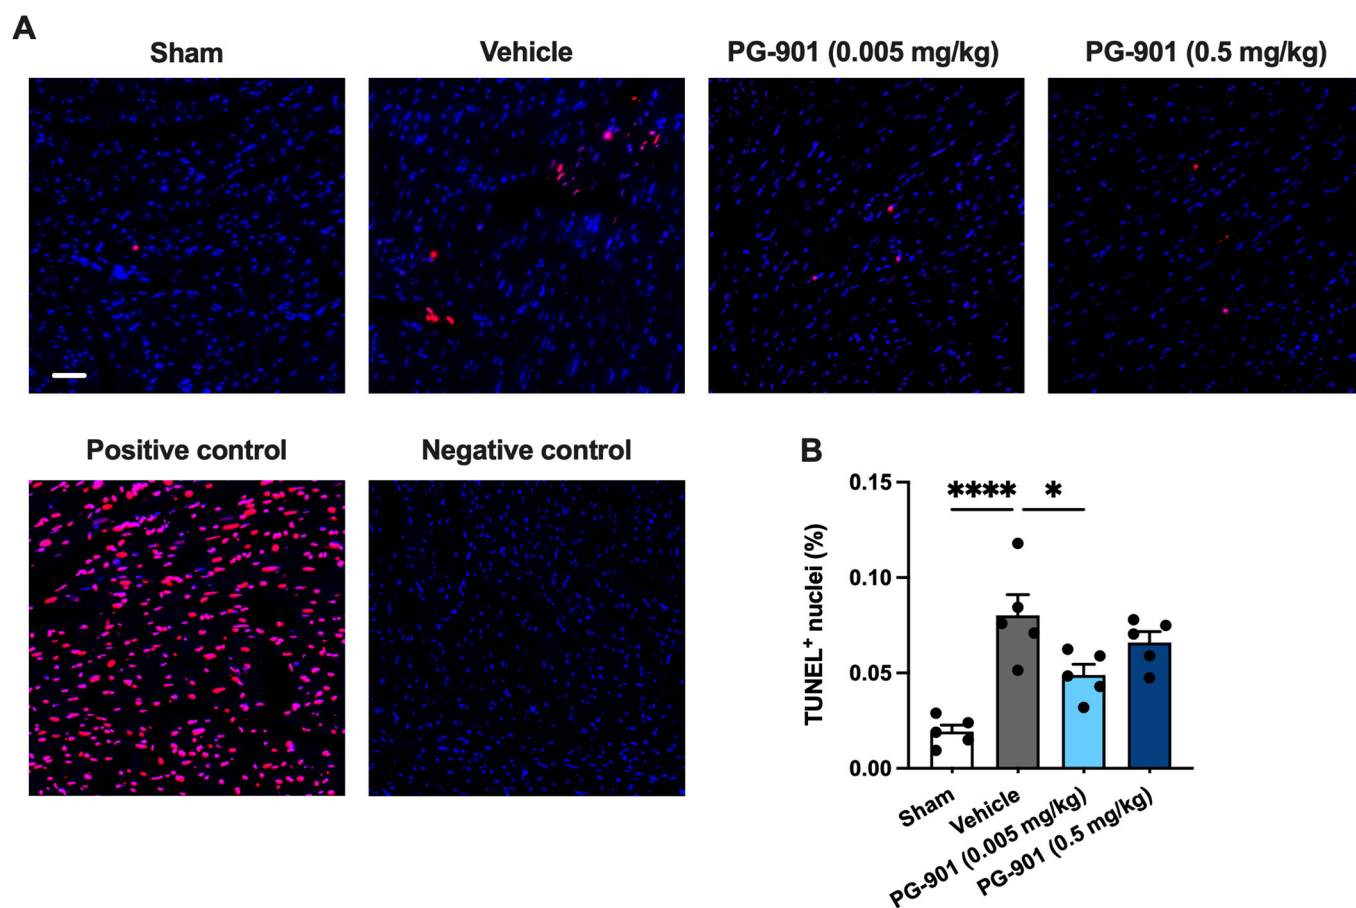 A
Sham
Vehicle
PG-901 (0.005 mg/kg)
PG-901 (0.5 mg/kg)
Positive control
Negative control
B
TUNEL⁺ nuclei (%)
0.15
0.10
0.05
0.00
****
*
Sham
Vehicle
PG-901 (0.005 mg/kg)
PG-901 (0.5 mg/kg)